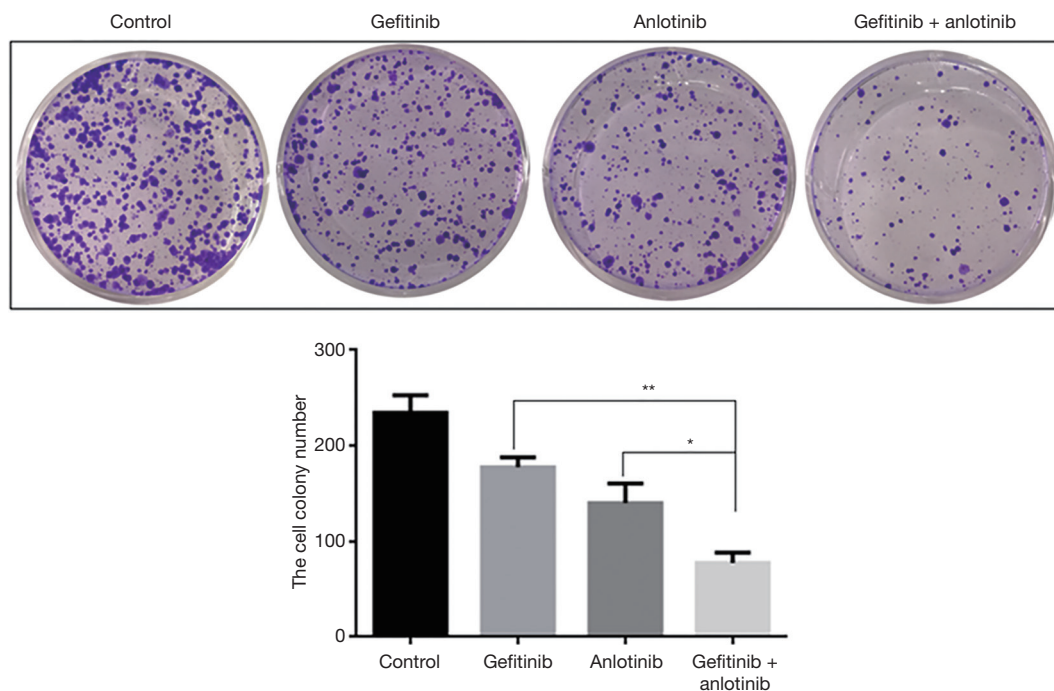 Control Gefitinib Anlotinib Gefitinib + anlotinib
300
200
100
0
The cell colony number
**
*
Control Gefitinib Anlotinib Gefitinib +
anlotinib